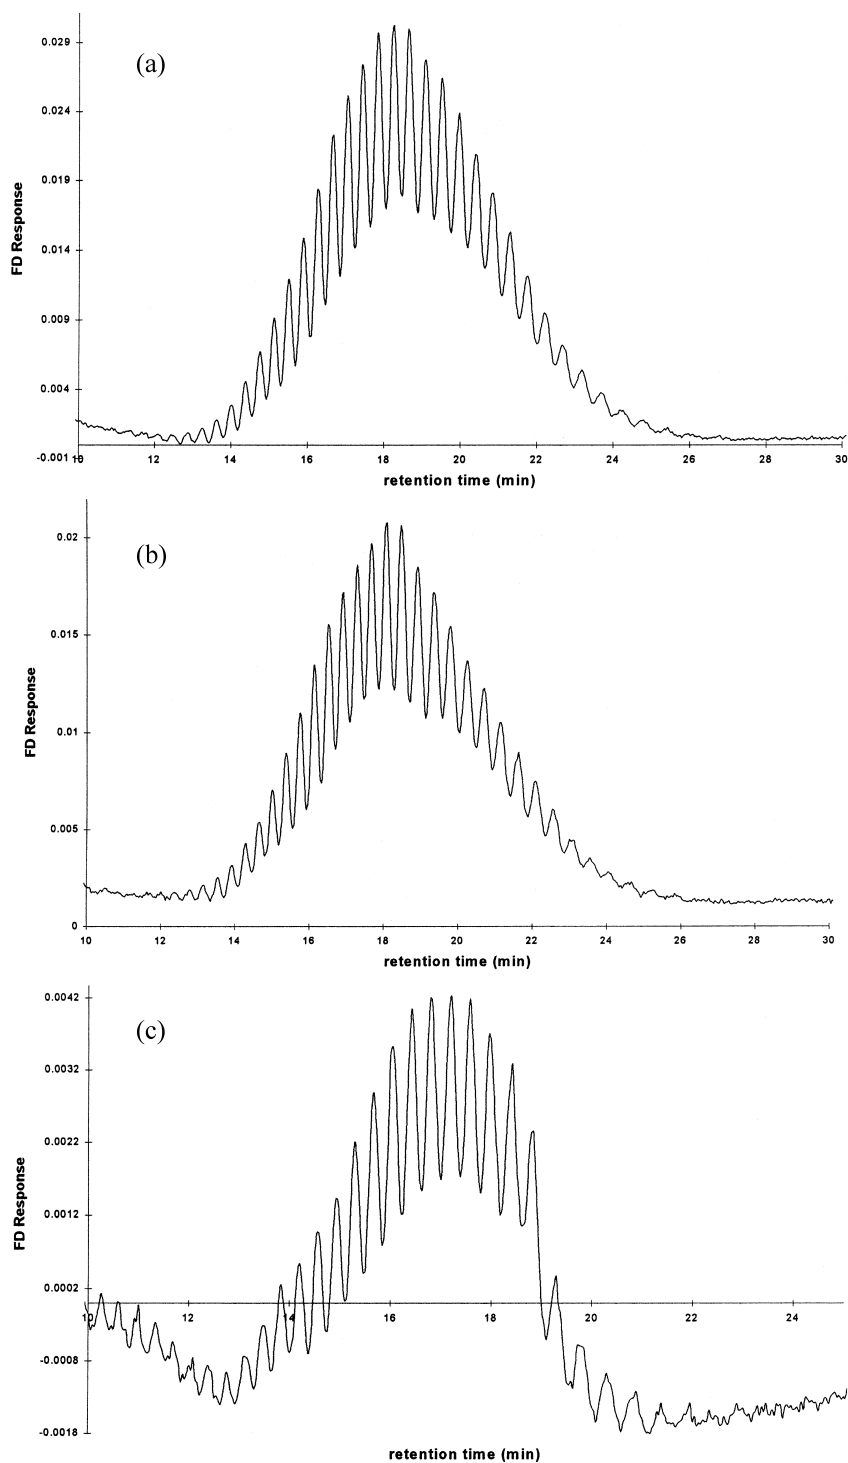 (a)
FD Response
0.029
0.024
0.019
0.014
0.009
0.004
-0.001
10 12 14 16 18 20 22 24 26 28 30
retention time (min)
(b)
FD Response
0.02
0.015
0.01
0.005
0
10 12 14 16 18 20 22 24 26 28 30
retention time (min)
(c)
FD Response
0.0042
0.0032
0.0022
0.0012
0.0002
-0.0008
-0.0018
10 12 14 16 18 20 22 24
retention time (min)